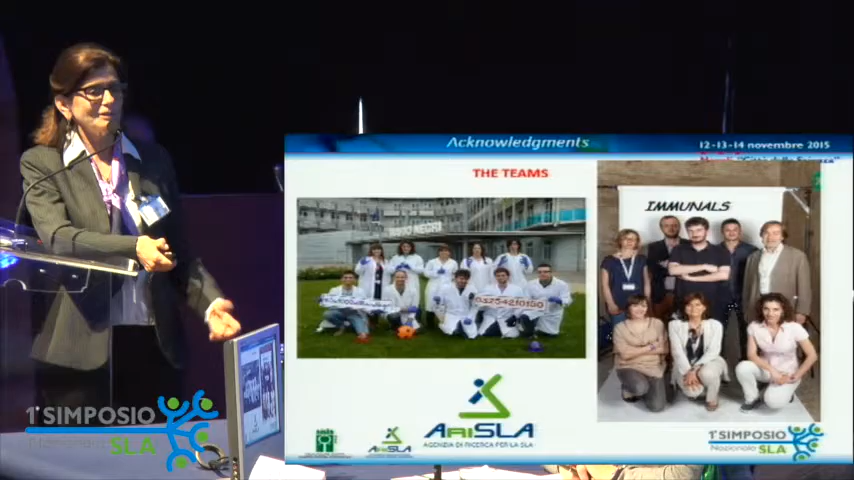 Acknowledgments
12-13-14 novembre 2015
THE TEAMS
IMMUNALS
AriSLA
AGENZIA DI RICERCA PER LA SLA
AriSLA
1° SIMPOSIO
Nazionale SLA
1° SIMPOSIO
SLA